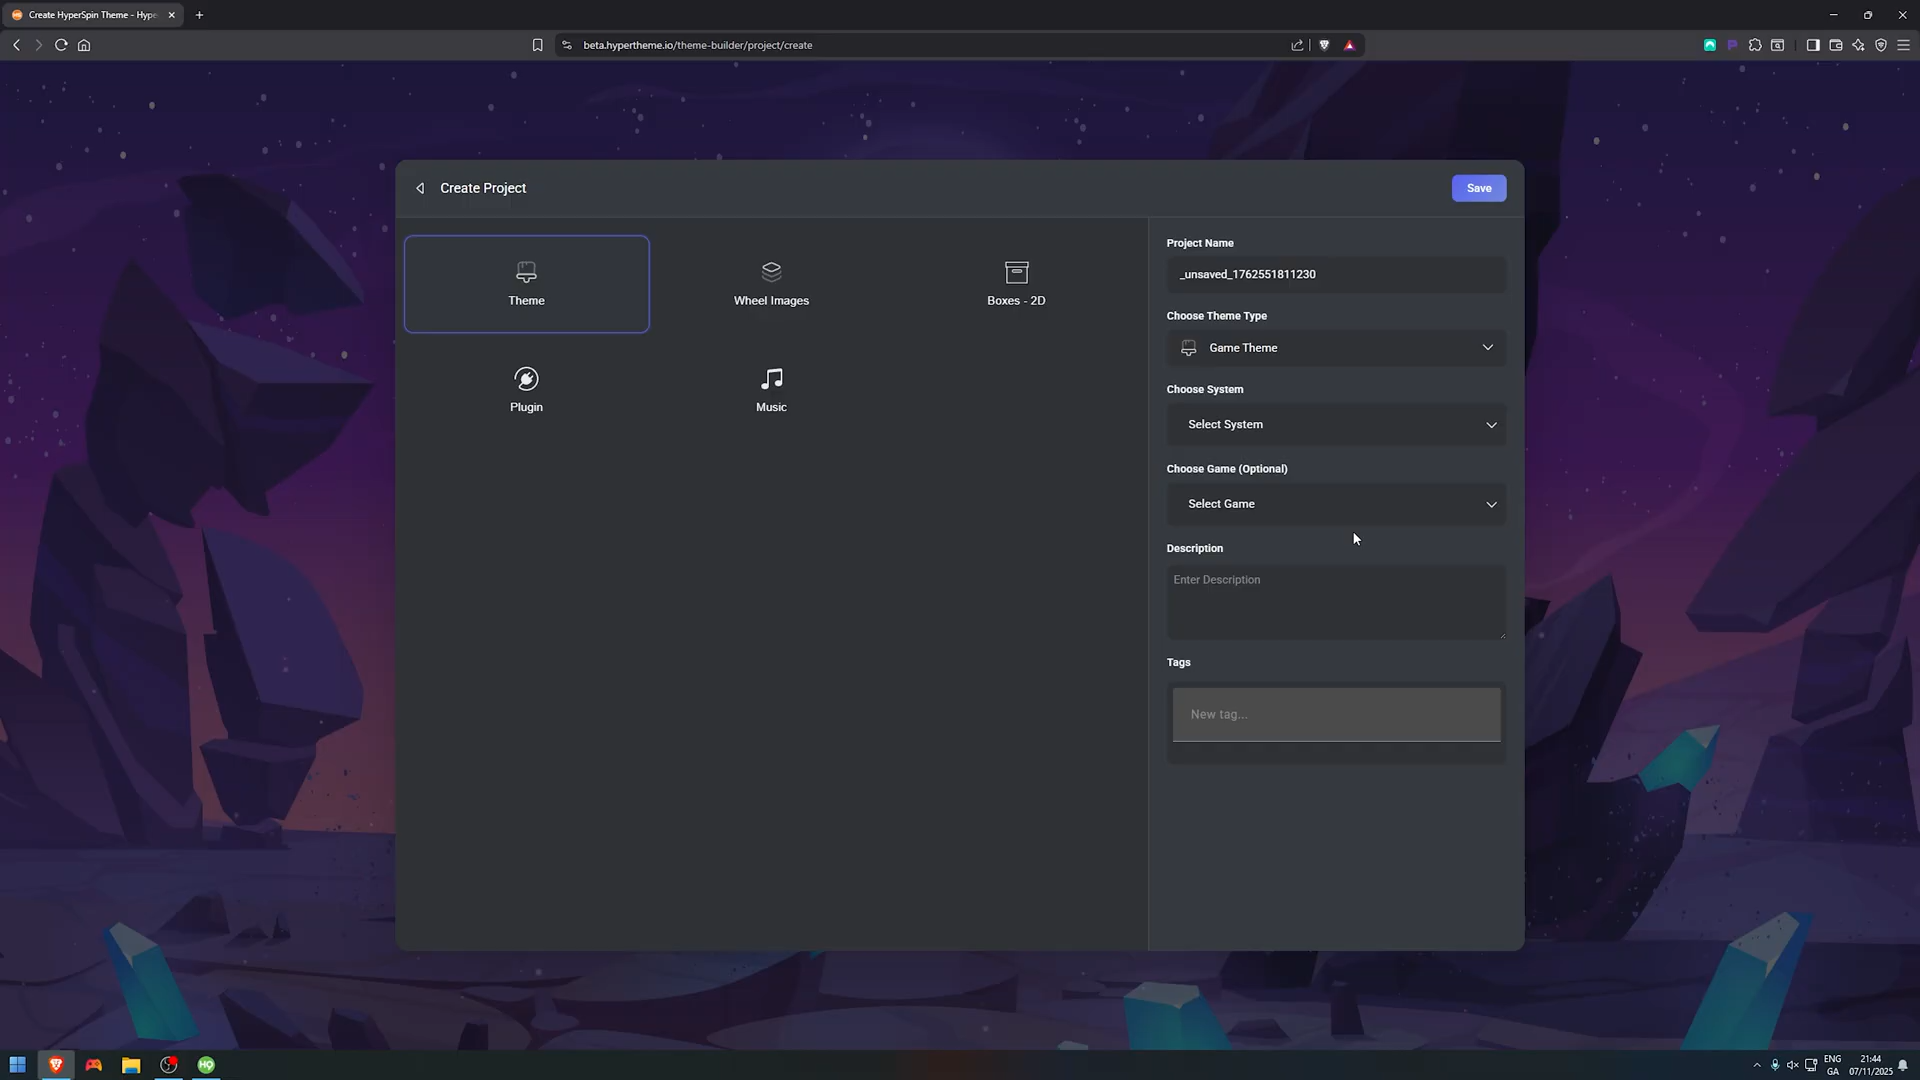 Create HyperSpin Theme - Hype
beta.hypertheme.io/theme-builder/project/create
Create Project
Save
Theme
Wheel Images
Boxes - 2D
Plugin
Music
Project Name
_unsaved_1762551811230
Choose Theme Type
Game Theme
Choose System
Select System
Choose Game (Optional)
Select Game
Description
Enter Description
Tags
New tag...
HQ
ENG
GA
21:44
07/11/2025